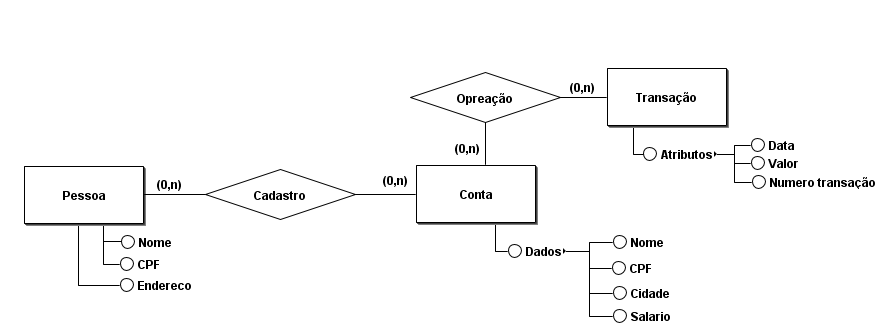 (0,n)
Transação
Opreação
Data
Atributos
Valor
(0,n)
Numero transação
(0,n)
(0,n)
Pessoa
Cadastro
Conta
Nome
CPF
Endereco
Dados
Nome
CPF
Cidade
Salario